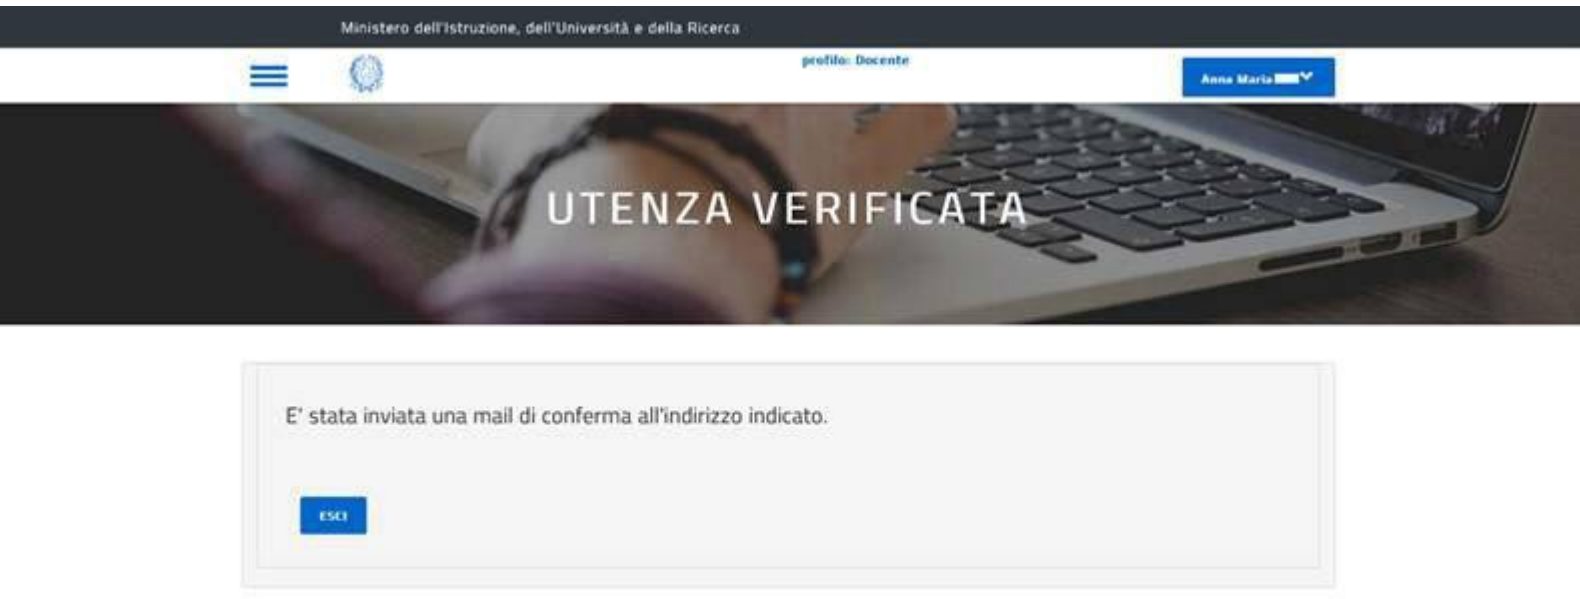 Ministero dell'Istruzione, dell'Università e della Ricerca
profilo: Docente
Anna Maria
UTENZA VERIFICATA
E' stata inviata una mail di conferma all'indirizzo indicato.
ESCI